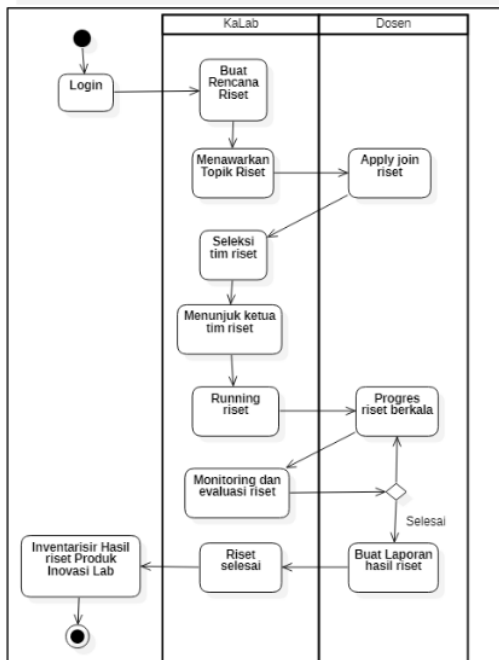 KaLab
Dosen
Login
Buat
Rencana
Riset
Menawarkan
Topik Riset
Apply join
riset
Seleksi
tim riset
Menunjuk ketua
tim riset
Running
riset
Progres
riset berkala
Monitoring dan
evaluasi riset
Selesai
Inventarisir Hasil
riset Produk
Inovasi Lab
Riset
selesai
Buat Laporan
hasil riset